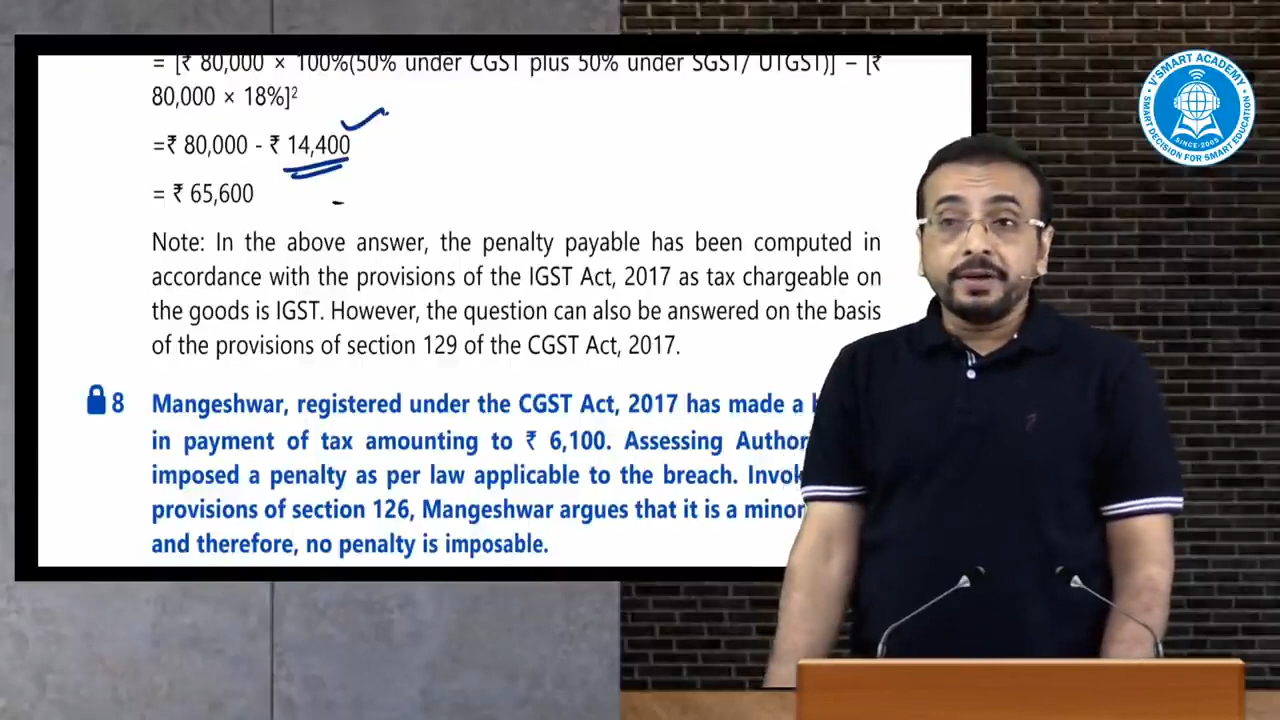 = [₹ 80,000 × 100%(50% under CGST plus 50% under SGST/ UTGST)] – [₹
80,000 × 18%]²
=₹ 80,000 - ₹ 14,400
= ₹ 65,600
Note: In the above answer, the penalty payable has been computed in
accordance with the provisions of the IGST Act, 2017 as tax chargeable on
the goods is IGST. However, the question can also be answered on the basis
of the provisions of section 129 of the CGST Act, 2017.
8 Mangeshwar, registered under the CGST Act, 2017 has made a
in payment of tax amounting to ₹ 6,100. Assessing
imposed a penalty as per law applicable to the breach.
provisions of section 126, Mangeshwar argues that it is a minor
and therefore, no penalty is imposable.
V'SMART ACADEMY
SINCE-2005
SMART DECISION FOR SMART EDUCATION